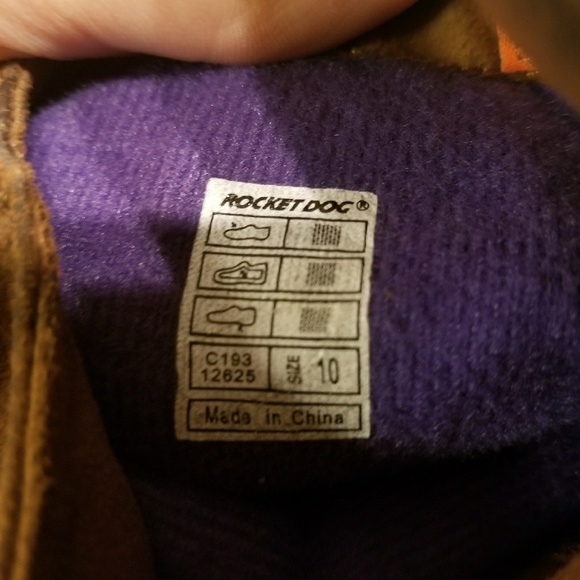 ROCKET DOG®
C193
12625
SIZE
10
Made in China